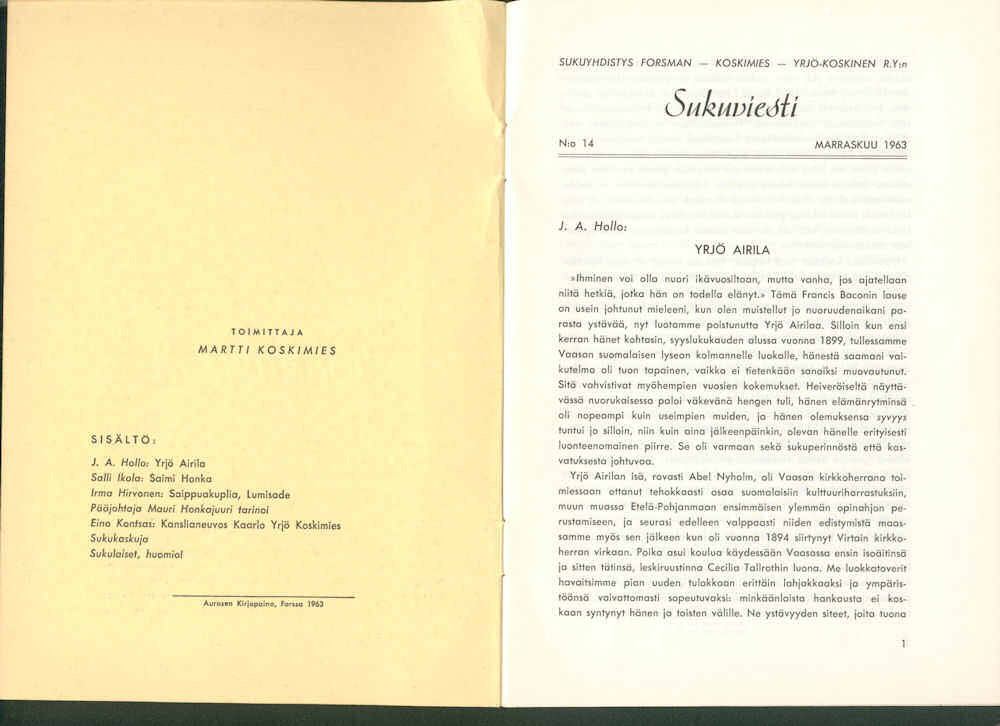 TOIMITTAJA
MARTTI KOSKIMIES
SISÄLTÖ:
J. A. Hollo: Yrjö Airila
Salli Ikola: Saimi Honka
Irma Hirvonen: Saippuakuplia, Lumisade
Pääjohtaja Mauri Honkajuuri tarinoi
Eino Kontsas: Kanslianeuvos Kaarlo Yrjö Koskimies
Sukukaskuja
Sukulaiset, huomio!
Aurasen Kirjapaino, Forssa 1963
SUKUYHDISTYS FORSMAN — KOSKIMIES — YRJÖ-KOSKINEN R.Y:n
Sukuviesti
N:o 14 MARRASKUU 1963
J. A. Hollo:
YRJÖ AIRILA
»Ihminen voi olla nuori ikävuosiltaan, mutta vanha, jos ajatellaan
niitä hetkiä, jotka hän on todella elänyt.» Tämä Francis Baconin lause
on usein johtunut mieleeni, kun olen muistellut jo nuoruudenaikani pa-
rasta ystävää, nyt luotamme poistunutta Yrjö Airilaa. Silloin kun ensi
kerran hänet kohtasin, syyslukukauden alussa vuonna 1899, tullessamme
Vaasan suomalaisen lyseon kolmannelle luokalle, hänestä saamani vai-
kutelma oli tuon tapainen, vaikka ei tietenkään sanoiksi muovautunut.
Sitä vahvistivat myöhempien vuosien kokemukset. Heiveröiseltä näyttä-
vässä nuorukaisessa paloi väkevänä hengen tuli, hänen elämänrytminsä
oli nopeampi kuin useimpien muiden, ja hänen olemuksensa syvyys
tuntui jo silloin, niin kuin aina jälkeenpäinkin, olevan hänelle erityisesti
luonteenomainen piirre. Se oli varmaan sekä sukuperinnöstä että kas-
vatuksesta johtuvaa.
Yrjö Airilan isä, rovasti Abel Nyholm, oli Vaasan kirkkoherrana toi-
miessaan ottanut tehokkaasti osaa suomalaisiin kulttuuriharrastuksiin,
muun muassa Etelä-Pohjanmaan ensimmäisen ylemmän opinahjon pe-
rustamiseen, ja seurasi edelleen valppaasti niiden edistymistä maas-
samme myös sen jälkeen kun oli vuonna 1894 siirtynyt Virtain kirkko-
herran virkaan. Poika asui koulua käydessään Vaasassa ensin isoäitinsä
ja sitten tätinsä, leskiruustinna Cecilia Tallrothin luona. Me luokkatoverit
havaitsimme pian uuden tulokkaan erittäin lahjakkaaksi ja ympäris-
töönsä vaivattomasti sopeutuvaksi: minkäänlaista hankausta ei kos-
kaan syntynyt hänen ja toisten välille. Ne ystävyyden siteet, joita tuona
1